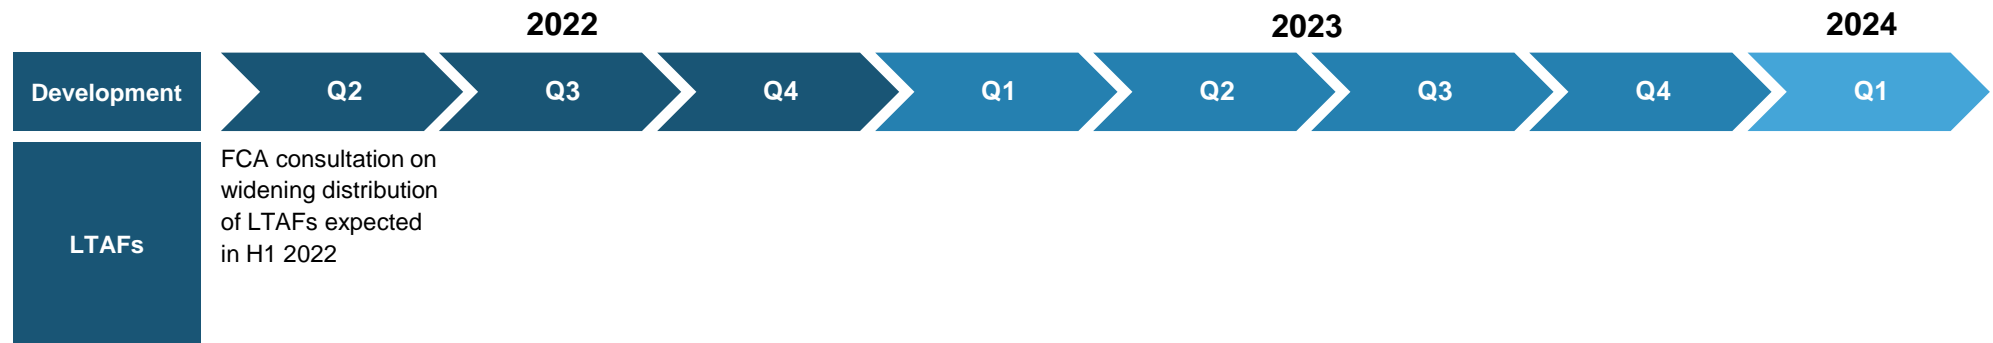 2022 2023 2024
Development Q2 Q3 Q4 Q1 Q2 Q3 Q4 Q1
FCA consultation on
widening distribution
of LTAFs expected
in H1 2022
LTAFs